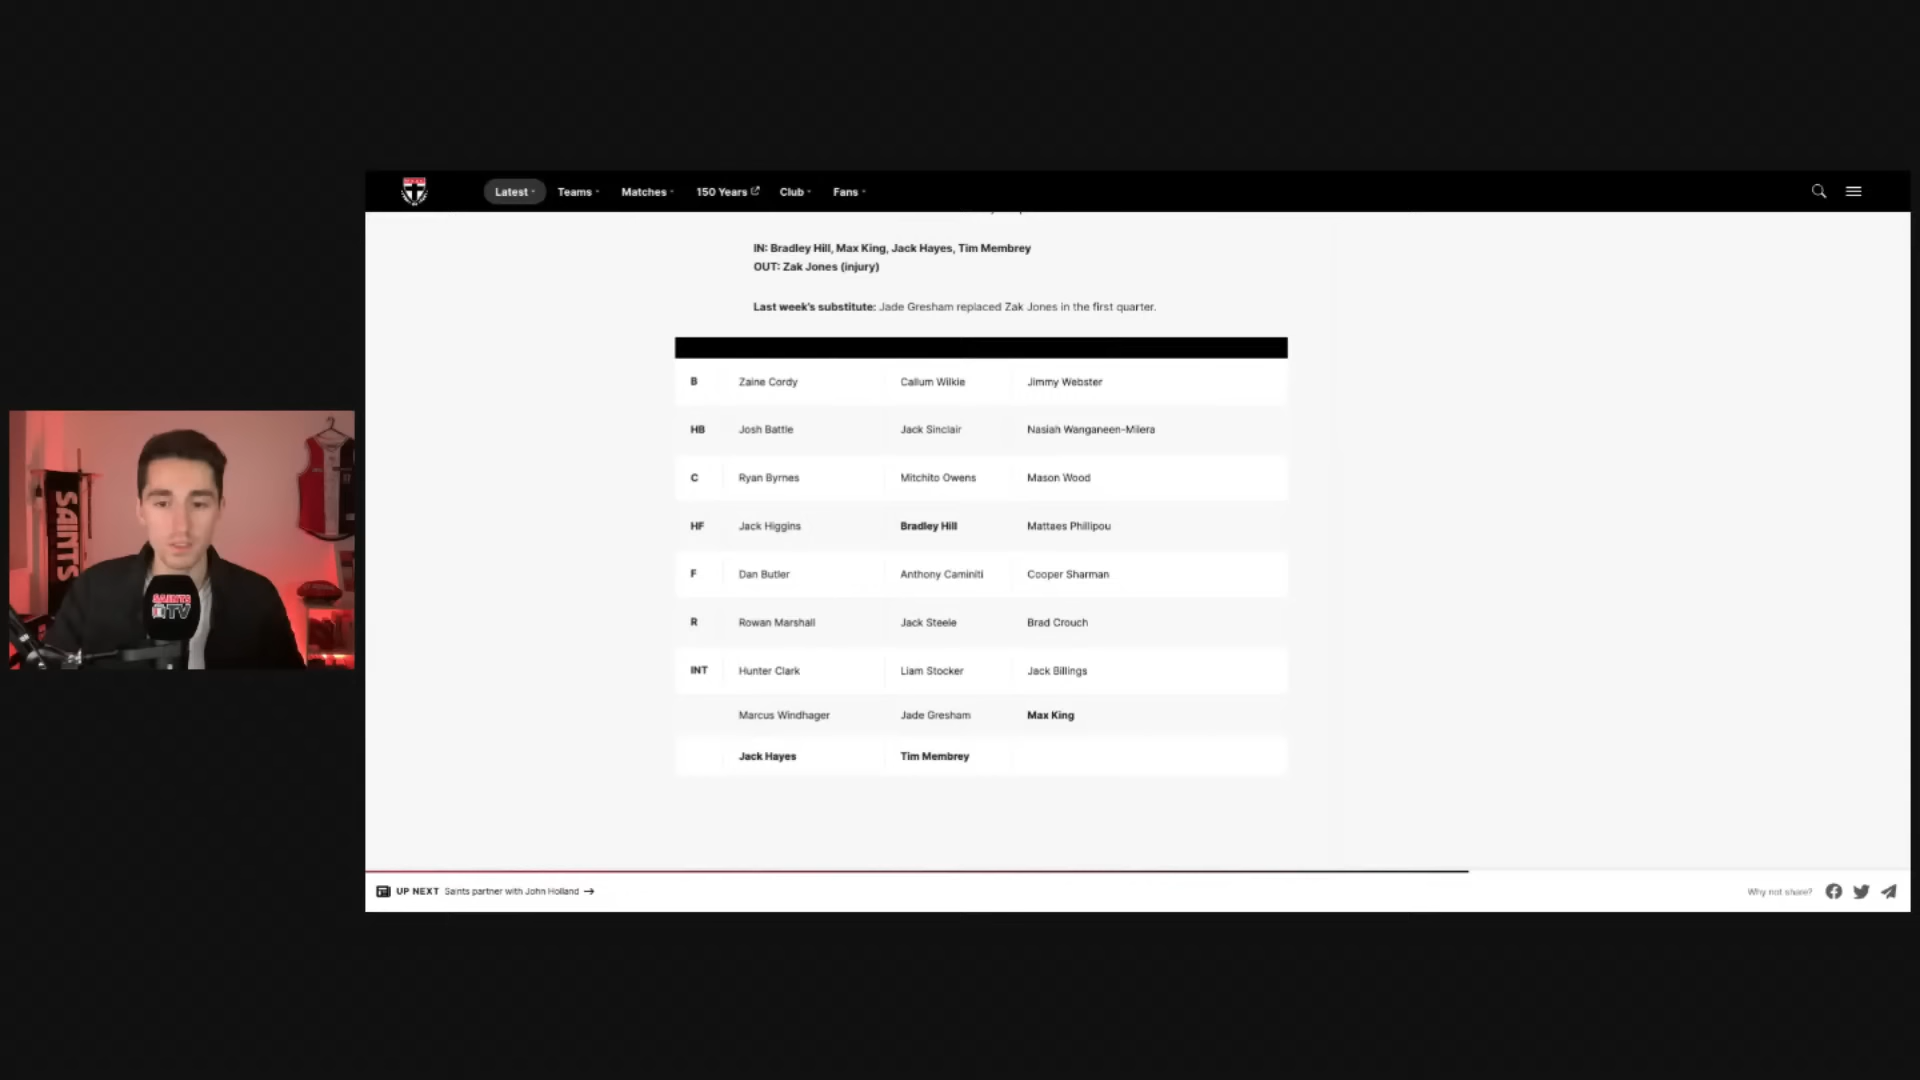 Latest Teams Matches 150 Years Club Fans
IN: Bradley Hill, Max King, Jack Hayes, Tim Membrey
OUT: Zak Jones (injury)
Last week's substitute: Jade Gresham replaced Zak Jones in the first quarter.
B Zaine Cordy Callum Wilkie Jimmy Webster
HB Josh Battle Jack Sinclair Nasiah Wanganeen-Milera
C Ryan Byrnes Mitchito Owens Mason Wood
HF Jack Higgins Bradley Hill Mattaes Phillipou
F Dan Butler Anthony Caminiti Cooper Sharman
R Rowan Marshall Jack Steele Brad Crouch
INT Hunter Clark Liam Stocker Jack Billings
Marcus Windhager Jade Gresham Max King
Jack Hayes Tim Membrey
SAINTS
SAINTS
TV
UP NEXT Saints partner with John Holland →
Why not share?